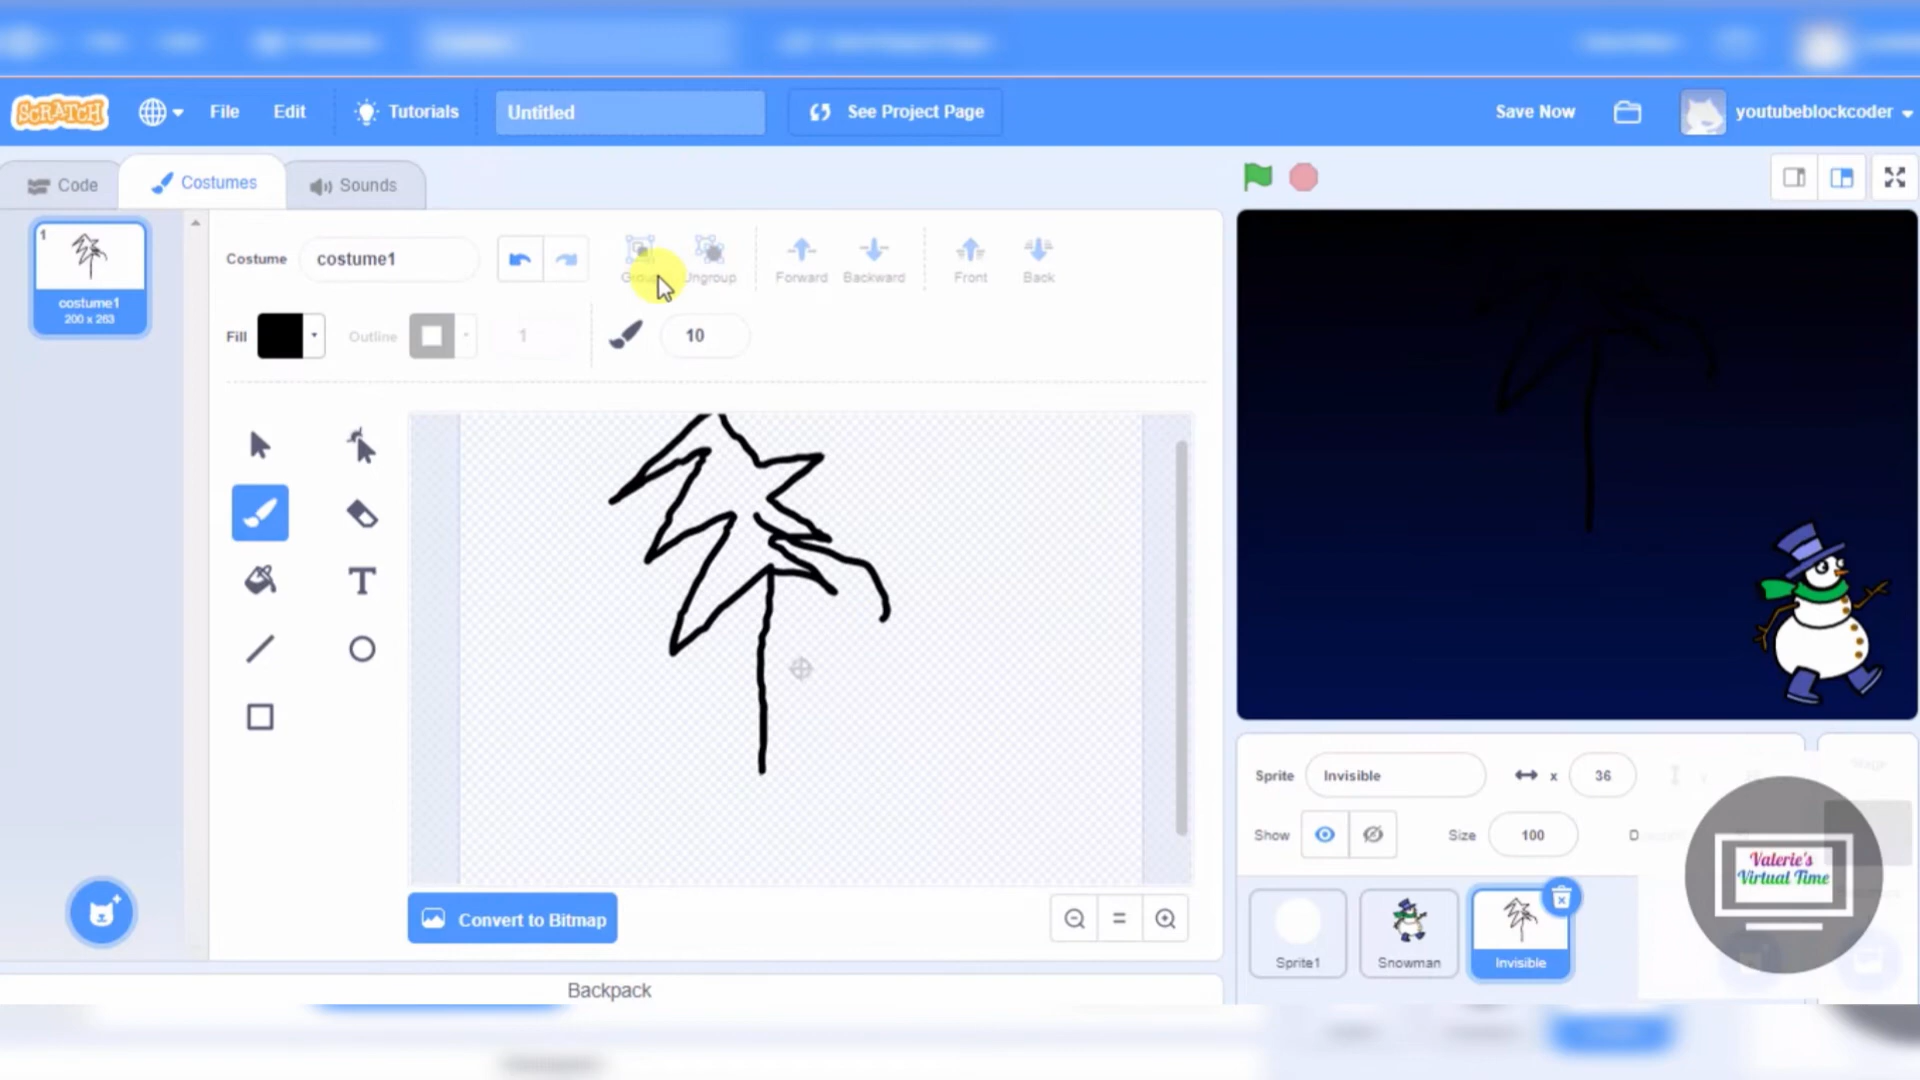 SCRATCH File Edit Tutorials Untitled See Project Page Save Now youtubeblockcoder
Code Costumes Sounds
1
costume1
200 x 263
Costume costume1 Ungroup Forward Backward Front Back
Fill Outline 1 10
T
Convert to Bitmap
Backpack
Sprite Invisible x 36
Show Size 100
Sprite1 Snowman Invisible
Valerie's
Virtual Time